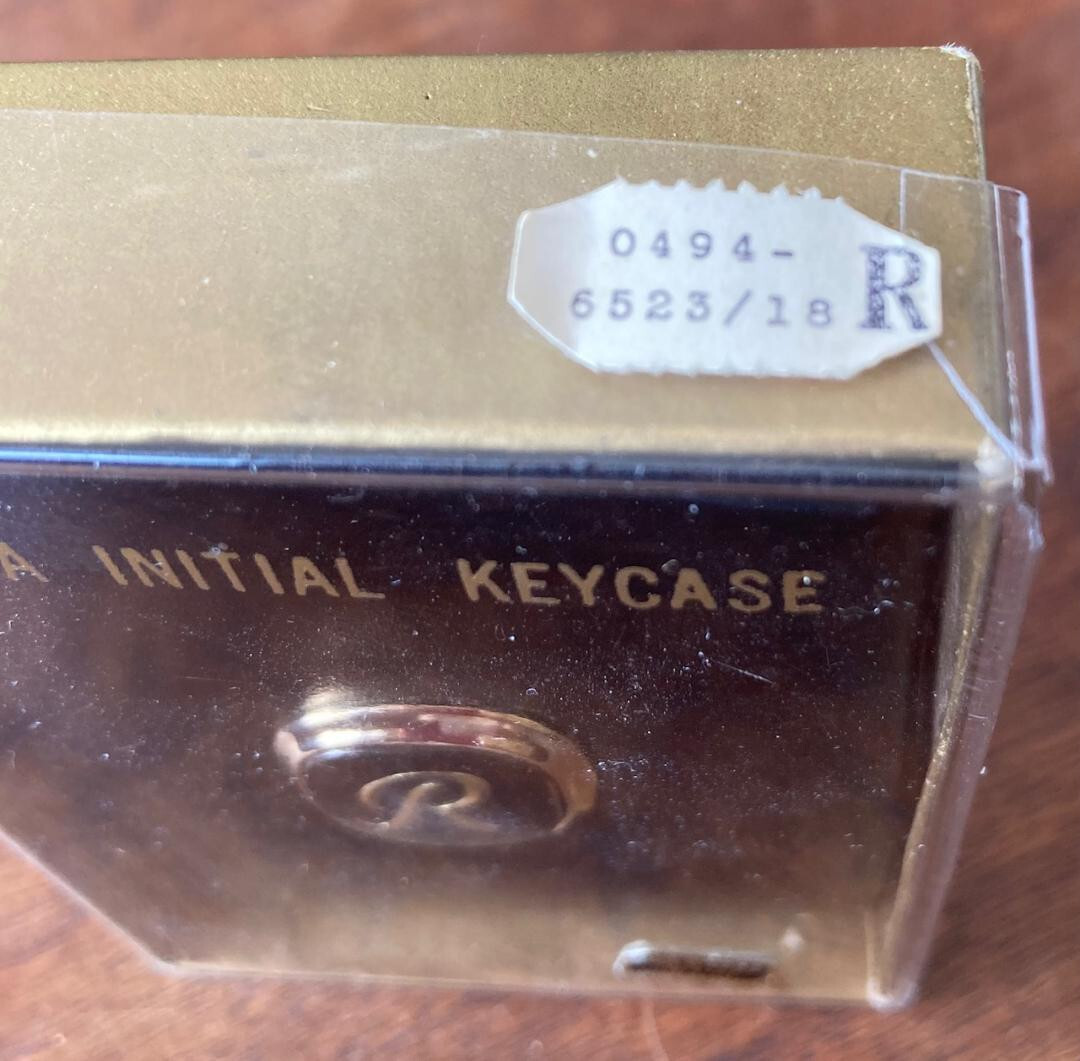 0494-
6523/18 R
A INITIAL KEYCASE
R